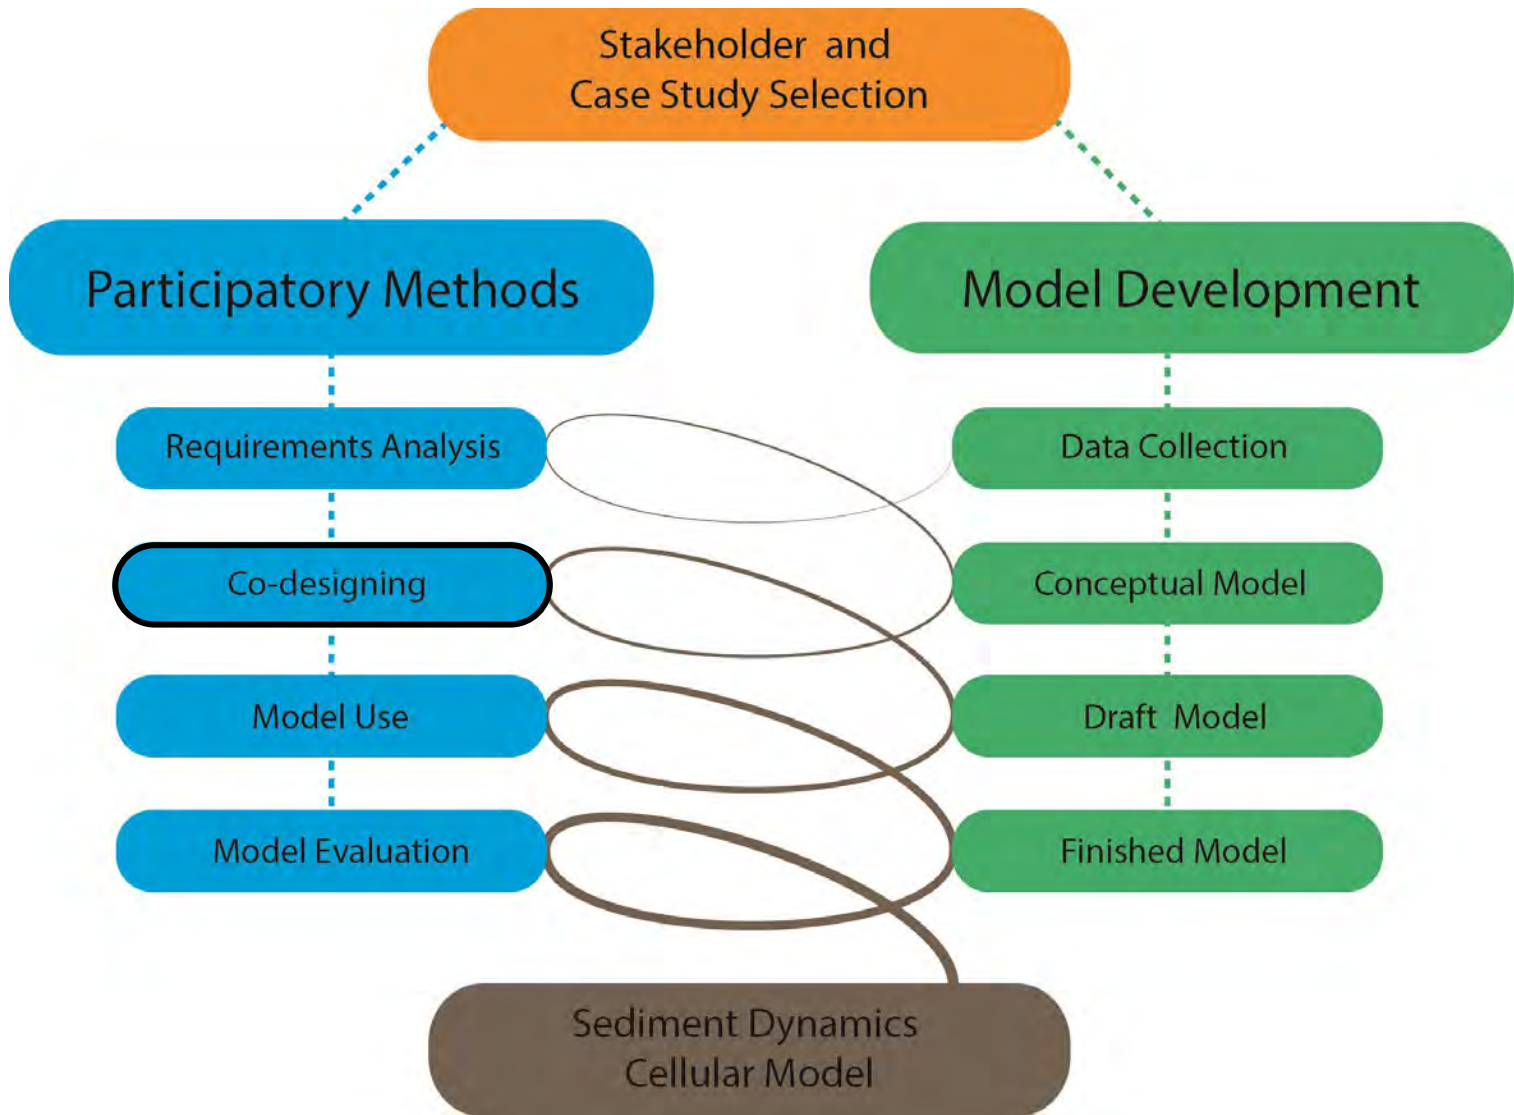 Stakeholder and
Case Study Selection
Participatory Methods
Model Development
Requirements Analysis
Data Collection
Co-designing
Conceptual Model
Model Use
Draft Model
Model Evaluation
Finished Model
Sediment Dynamics
Cellular Model